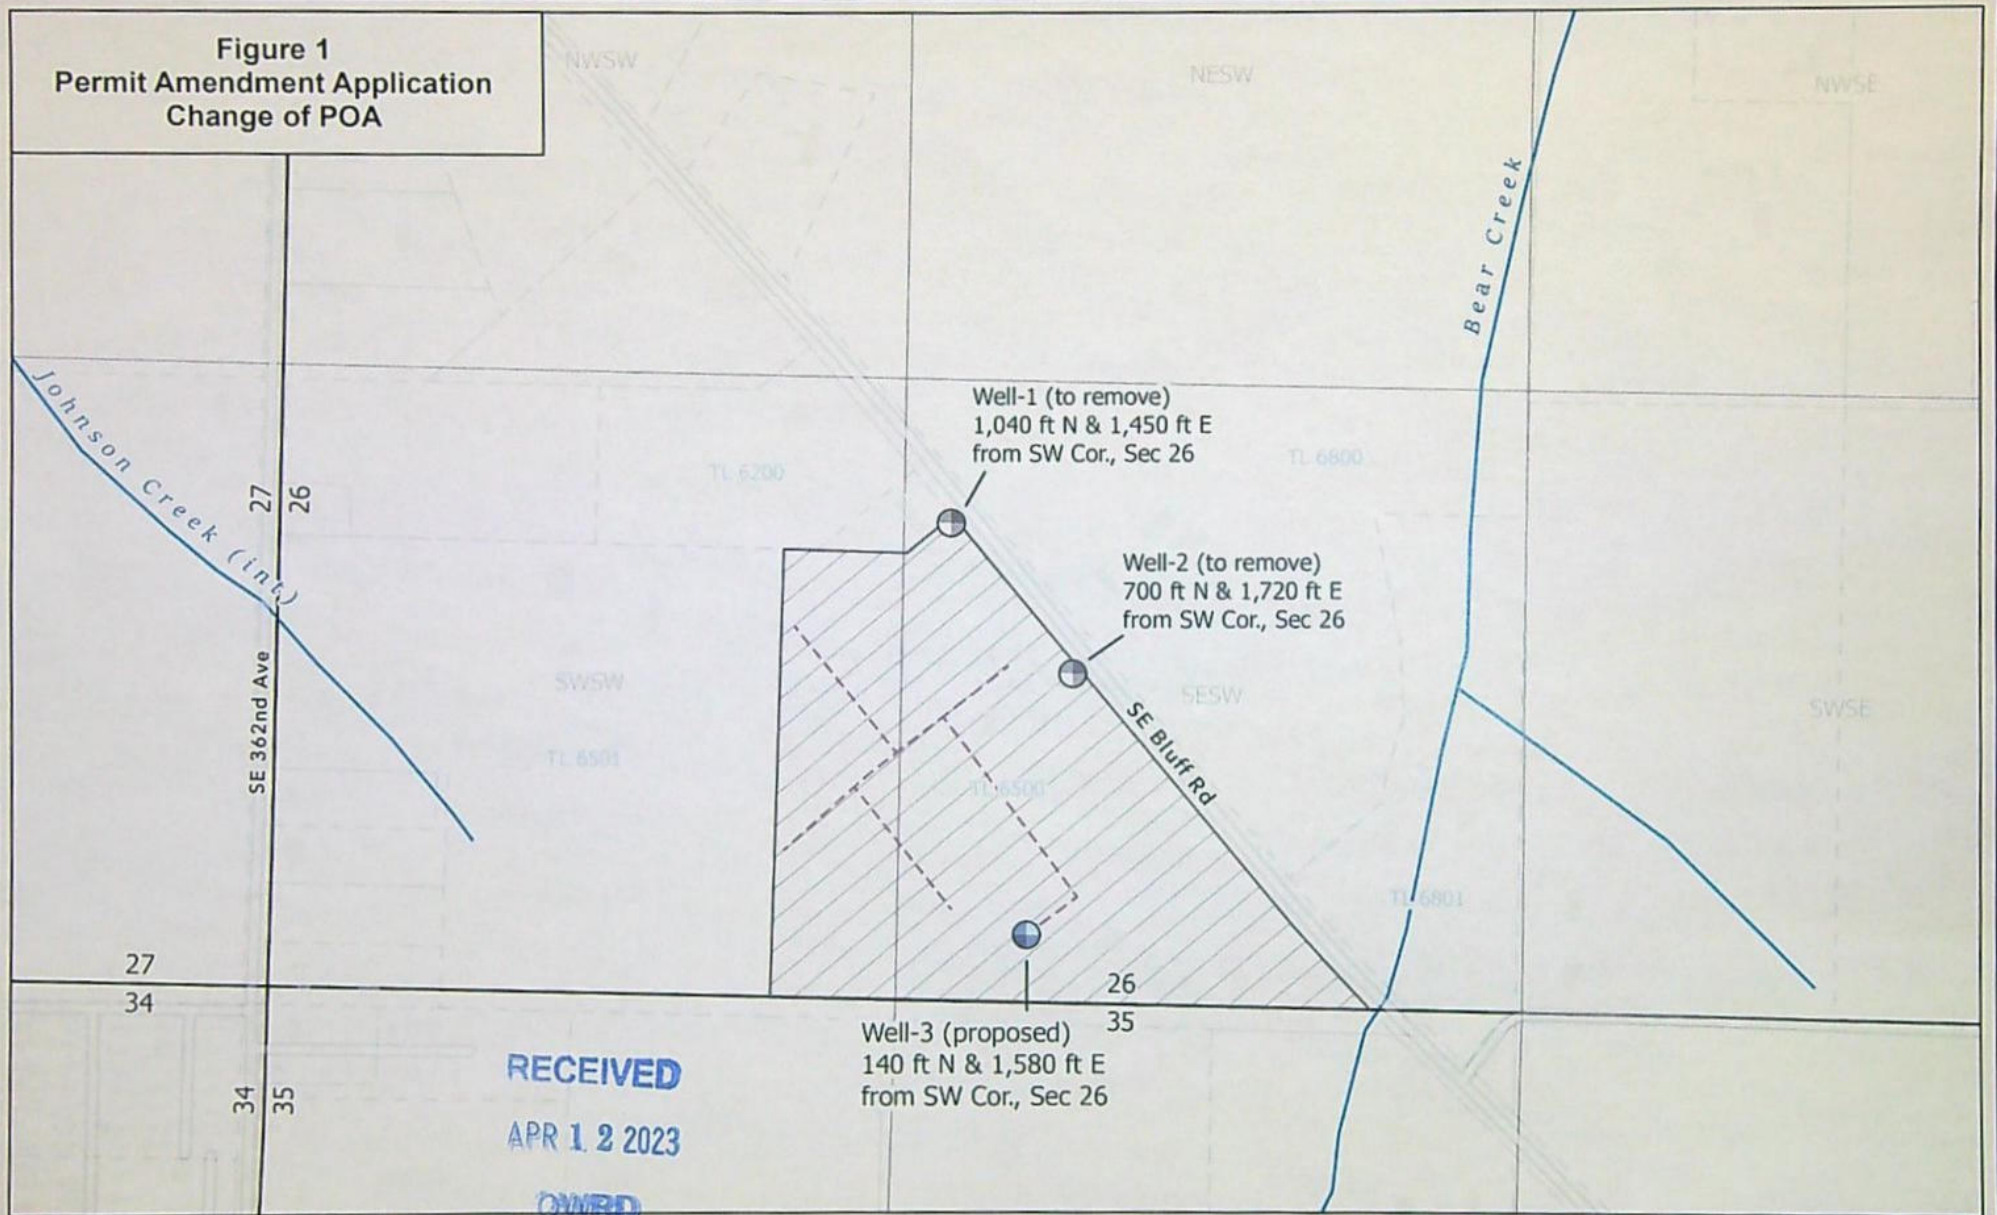 Figure 1
Permit Amendment Application
Change of POA
NWSW
NESW
NWSE
Bear Creek
Johnson Creek (int)
27
26
Well-1 (to remove)
1,040 ft N & 1,450 ft E
from SW Cor., Sec 26
TL 6200
TL 6800
Well-2 (to remove)
700 ft N & 1,720 ft E
from SW Cor., Sec 26
SE 362nd Ave
SWSW
SESW
SWSE
SE Bluff Rd
TL 6501
TL 6500
TL 6801
27
34
26
35
Well-3 (proposed)
140 ft N & 1,580 ft E
from SW Cor., Sec 26
34
35
RECEIVED
APR 12 2023
OWRD